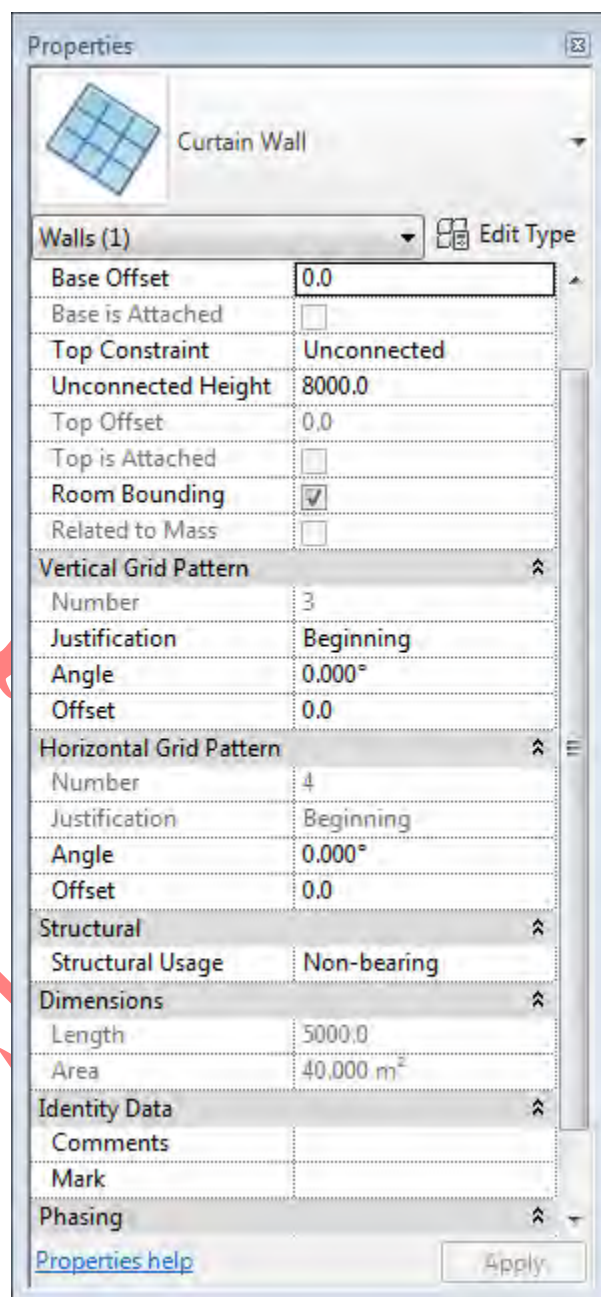 Properties
Curtain Wall
Walls (1) Edit Type
Base Offset 0.0
Base is Attached
Top Constraint Unconnected
Unconnected Height 8000.0
Top Offset 0.0
Top is Attached
Room Bounding
Related to Mass
Vertical Grid Pattern
Number 3
Justification Beginning
Angle 0.000°
Offset 0.0
Horizontal Grid Pattern
Number 4
Justification Beginning
Angle 0.000°
Offset 0.0
Structural
Structural Usage Non-bearing
Dimensions
Length 5000.0
Area 40.000 m²
Identity Data
Comments
Mark
Phasing
Properties help Apply